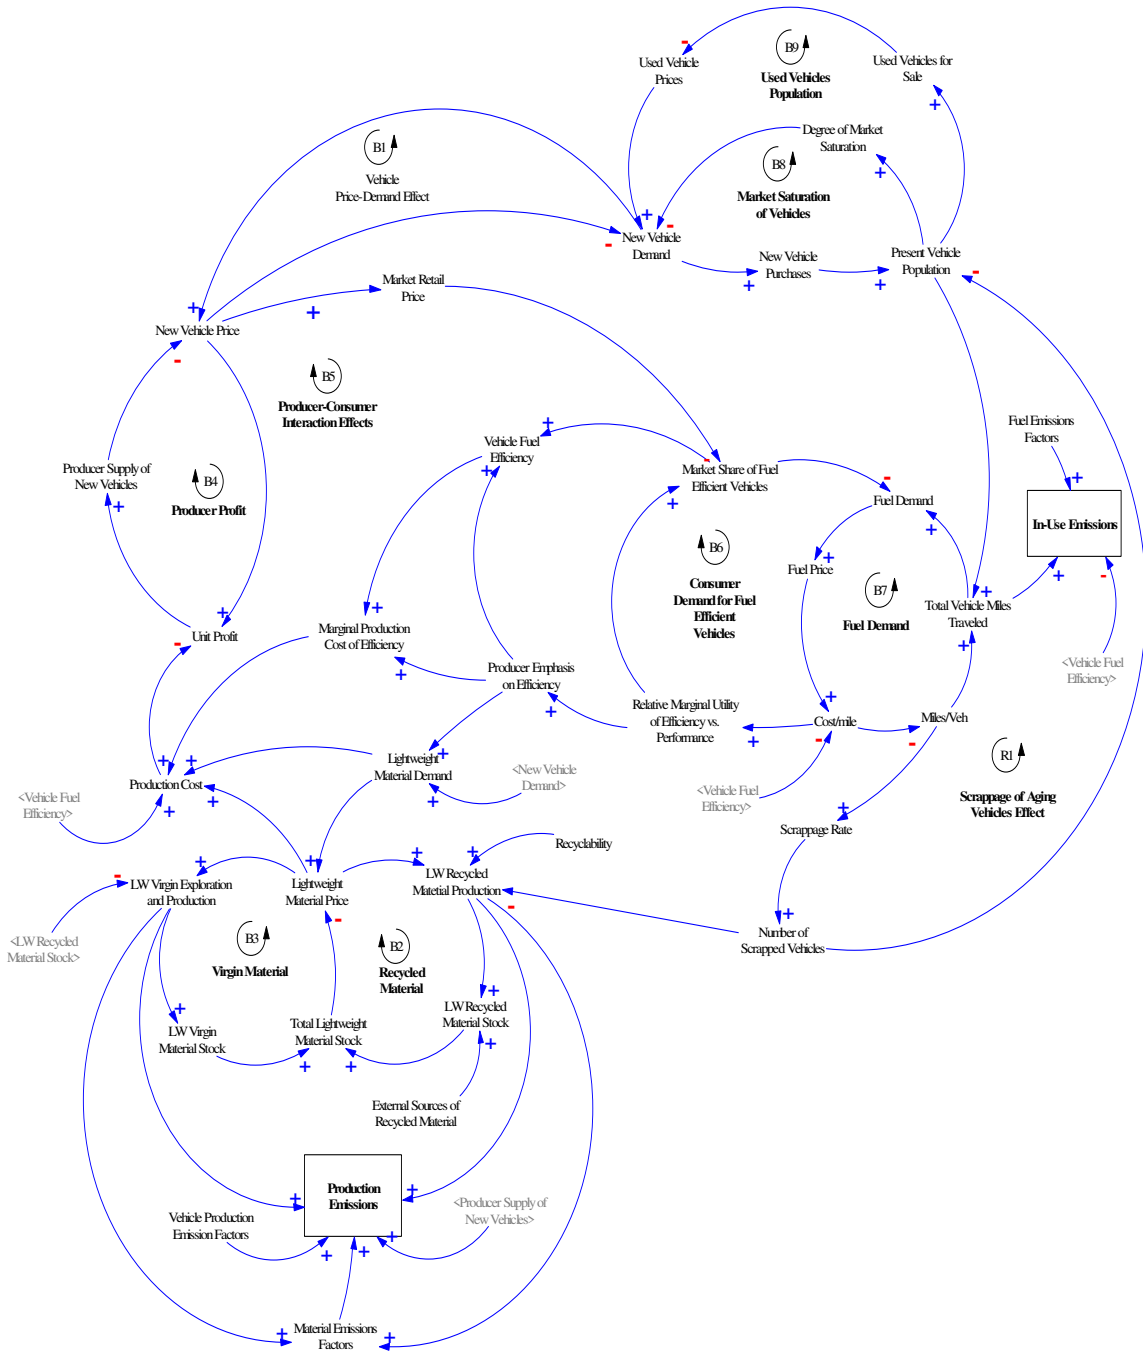 B9
Used Vehicles
Population
Used Vehicle
Prices
Used Vehicles for
Sale
B1
Vehicle
Price-Demand Effect
Degree of Market
Saturation
B8
Market Saturation
of Vehicles
New Vehicle
Demand
New Vehicle
Purchases
Present Vehicle
Population
Market Retail
Price
New Vehicle Price
B5
Producer-Consumer
Interaction Effects
Vehicle Fuel
Efficiency
Fuel Emissions
Factors
Producer Supply of
New Vehicles
B4
Producer Profit
Market Share of Fuel
Efficient Vehicles
Fuel Demand
In-Use Emissions
B6
Consumer
Demand for Fuel
Efficient
Vehicles
Fuel Price
B7
Fuel Demand
Total Vehicle Miles
Traveled
Unit Profit
Marginal Production
Cost of Efficiency
Producer Emphasis
on Efficiency
<Vehicle Fuel
Efficiency>
Relative Marginal Utility
of Efficiency vs.
Performance
Cost/mile
Miles/Veh
R1
Scrappage of Aging
Vehicles Effect
Production Cost
Lightweight
Material Demand
<New Vehicle
Demand>
<Vehicle Fuel
Efficiency>
<Vehicle Fuel
Efficiency>
Scrappage Rate
Recyclability
LW Virgin Exploration
and Production
Lightweight
Material Price
LW Recycled
Matetial Production
<LW Recycled
Material Stock>
B3
Virgin Material
B2
Recycled
Material
Number of
Scrapped Vehicles
LW Virgin
Material Stock
Total Lightweight
Material Stock
LW Recycled
Material Stock
External Sources of
Recycled Material
Production
Emissions
Vehicle Production
Emission Factors
<Producer Supply of
New Vehicles>
Material Emissions
Factors